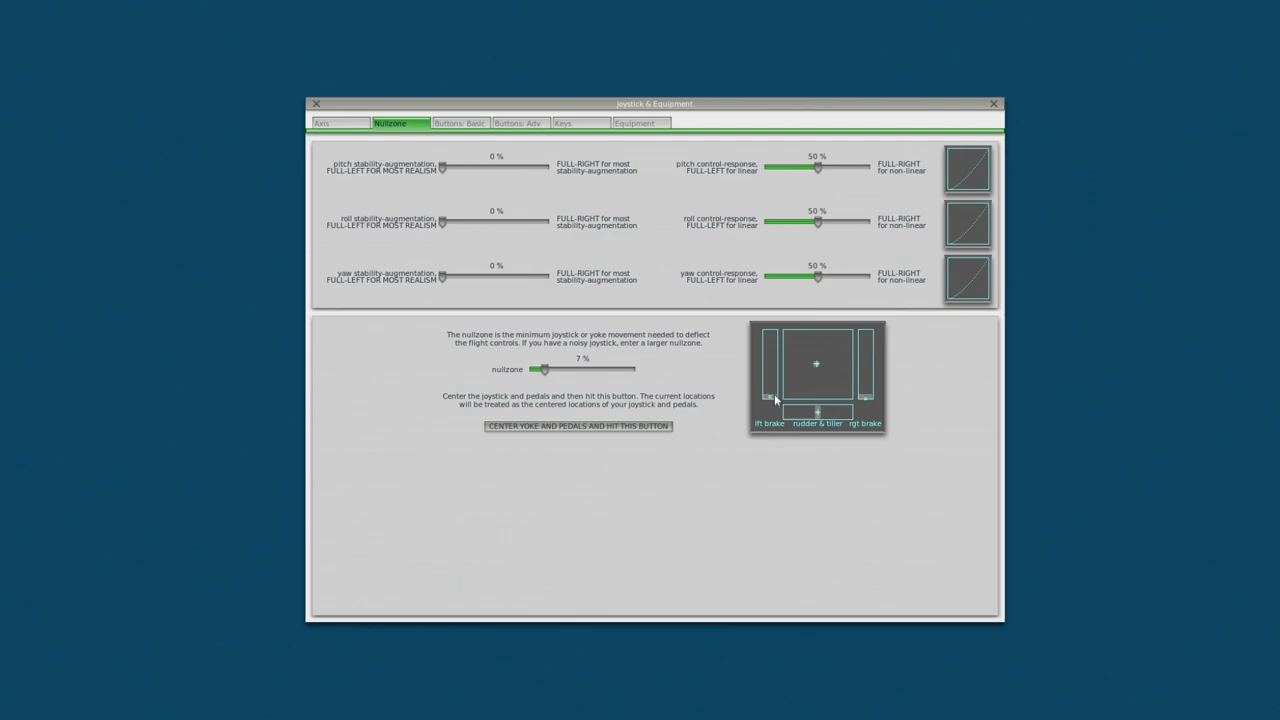 Joystick & Equipment
Axis
Nullzone
Buttons: Basic
Buttons: Adv
Keys
Equipment
0 %
pitch stability-augmentation,
FULL-LEFT FOR MOST REALISM
FULL-RIGHT for most
stability-augmentation
50 %
pitch control-response,
FULL-LEFT for linear
FULL-RIGHT
for non-linear
0 %
roll stability-augmentation,
FULL-LEFT FOR MOST REALISM
FULL-RIGHT for most
stability-augmentation
50 %
roll control-response,
FULL-LEFT for linear
FULL-RIGHT
for non-linear
0 %
yaw stability-augmentation,
FULL-LEFT FOR MOST REALISM
FULL-RIGHT for most
stability-augmentation
50 %
yaw control-response,
FULL-LEFT for linear
FULL-RIGHT
for non-linear
The nullzone is the minimum joystick or yoke movement needed to deflect
the flight controls. If you have a noisy joystick, enter a larger nullzone.
7 %
nullzone
Center the joystick and pedals and then hit this button. The current locations
will be treated as the centered locations of your joystick and pedals.
CENTER YOKE AND PEDALS AND HIT THIS BUTTON
lft brake
rudder & tiller
rgt brake